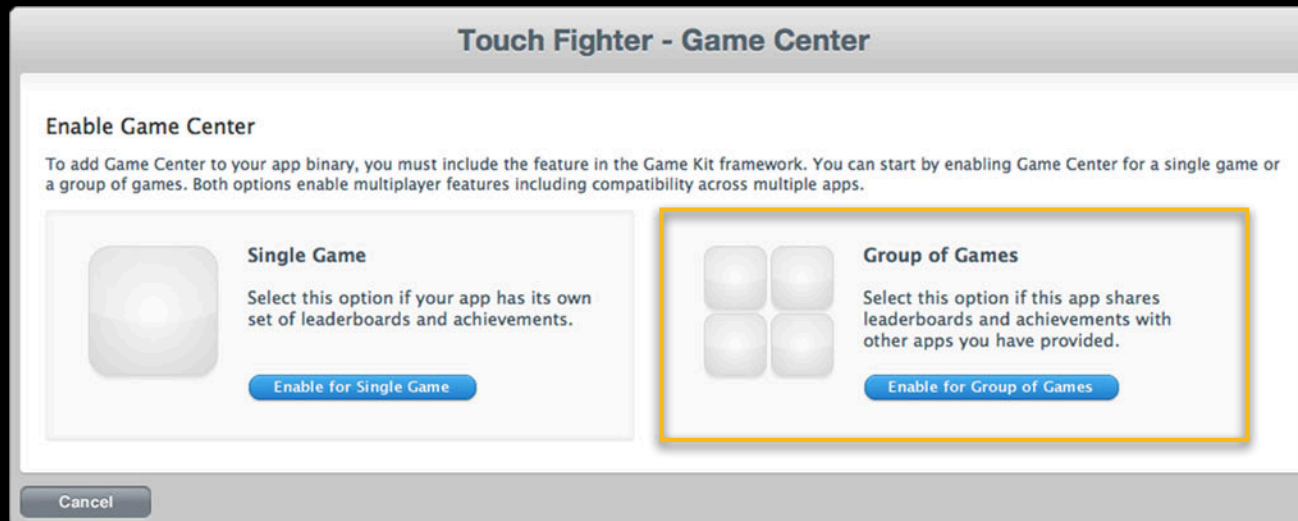 Touch Fighter - Game Center
Enable Game Center
To add Game Center to your app binary, you must include the feature in the Game Kit framework. You can start by enabling Game Center for a single game or
a group of games. Both options enable multiplayer features including compatibility across multiple apps.
Single Game
Select this option if your app has its own
set of leaderboards and achievements.
Enable for Single Game
Group of Games
Select this option if this app shares
leaderboards and achievements with
other apps you have provided.
Enable for Group of Games
Cancel